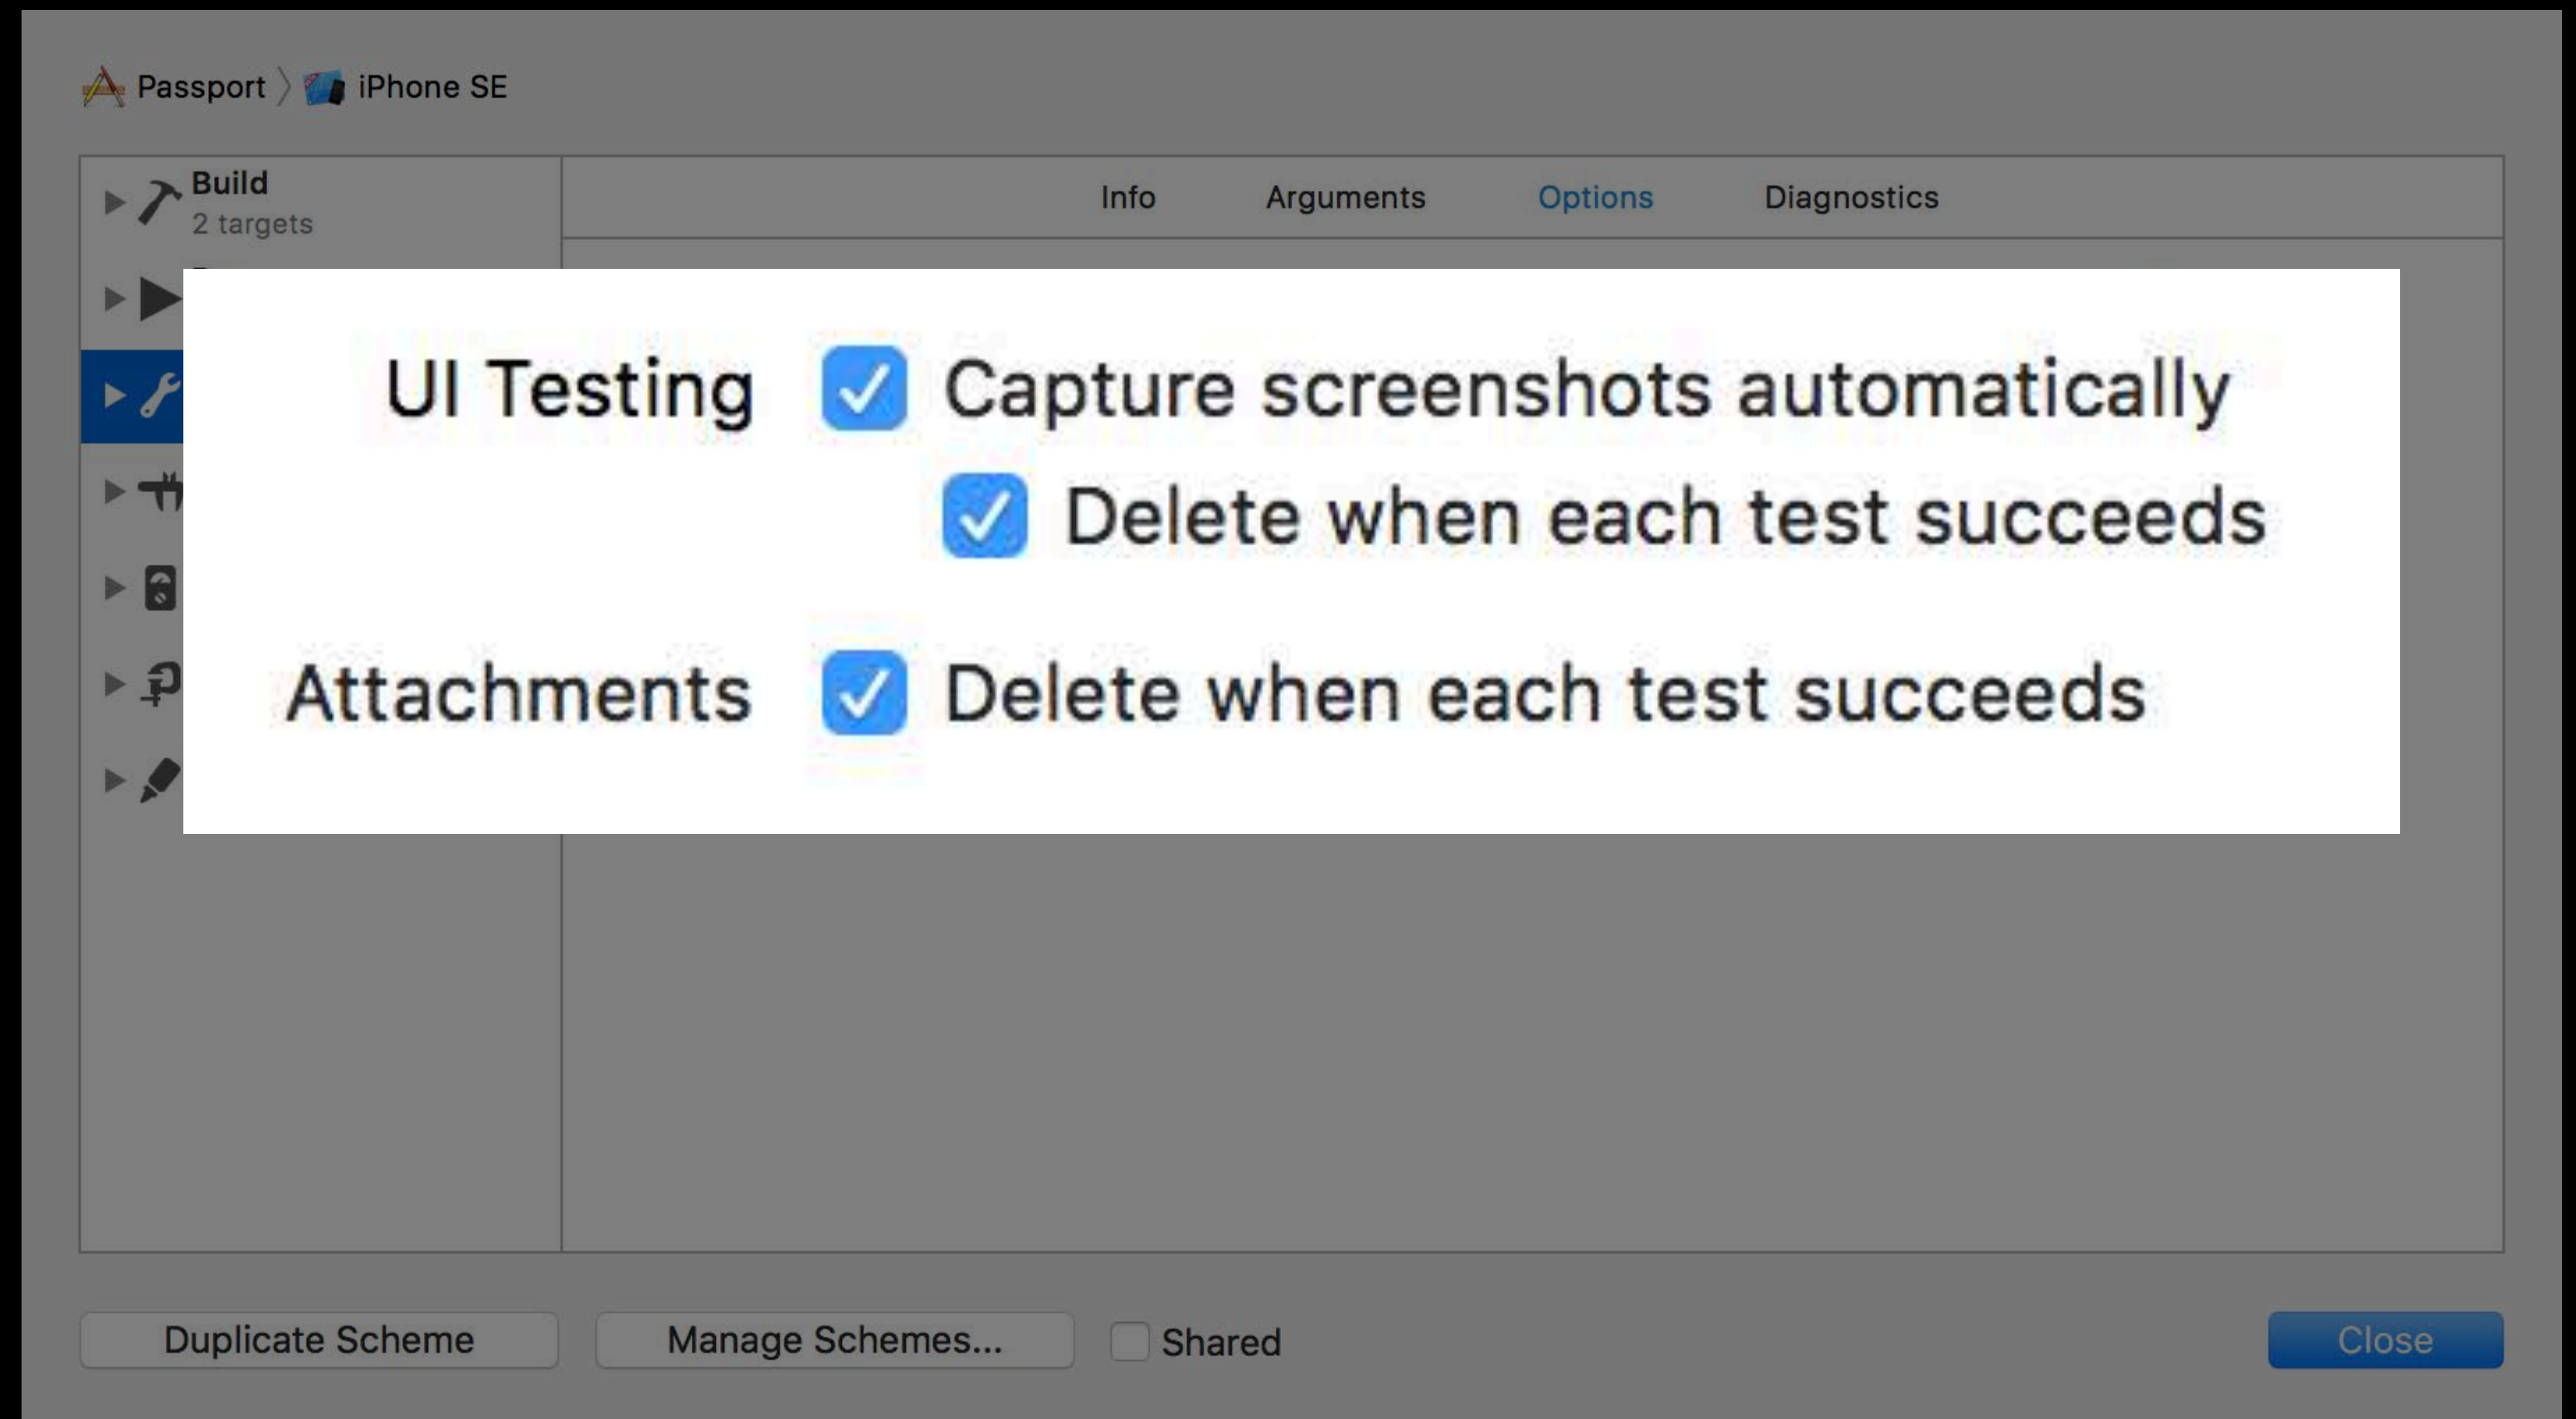 Passport 〉 iPhone SE
Build
2 targets
Info Arguments Options Diagnostics
UI Testing Capture screenshots automatically
Delete when each test succeeds
Attachments Delete when each test succeeds
Duplicate Scheme Manage Schemes... Shared Close